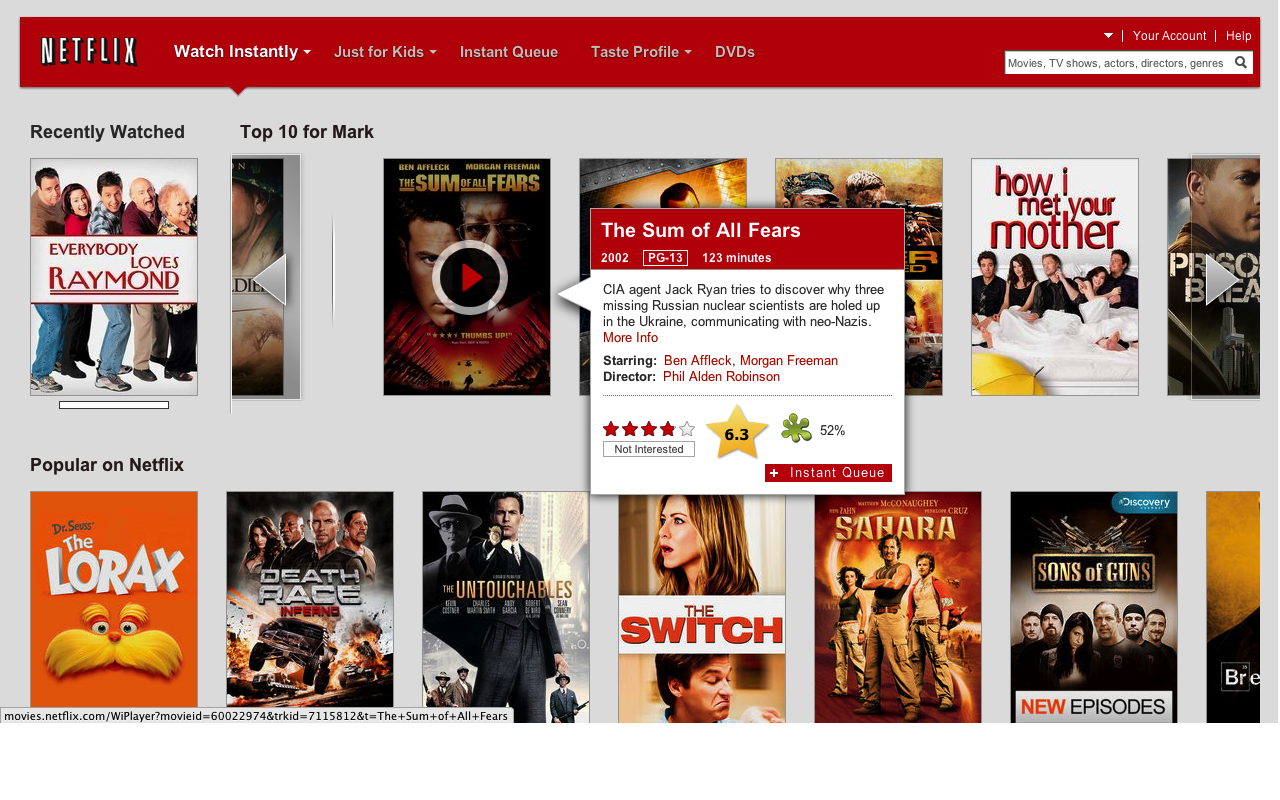 NETFLIX
Watch Instantly
Just for Kids
Instant Queue
Taste Profile
DVDs
Your Account
Help
Movies, TV shows, actors, directors, genres
Recently Watched
Top 10 for Mark
EVERYBODY
LOVES
RAYMOND
BEN AFFLECK MORGAN FREEMAN
THE SUM OF ALL FEARS
THUMBS UP!"
The Sum of All Fears
2002 PG-13 123 minutes
CIA agent Jack Ryan tries to discover why three
missing Russian nuclear scientists are holed up
in the Ukraine, communicating with neo-Nazis.
More Info
Starring: Ben Affleck, Morgan Freeman
Director: Phil Alden Robinson
6.3
52%
Not Interested
+ Instant Queue
how i
met your
mother
PRISO
BREA
Popular on Netflix
Dr. Seuss'
The
LORAX
DEATH
RACE
INFERNO
THE UNTOUCHABLES
KEVIN COSTNER CHARLES MARTIN SMITH ANDY GARCIA ROBERT DE NIRO SEAN CONNERY
THE
SWITCH
MATTHEW McCONAUGHEY
STEVE ZAHN PENELOPE CRUZ
SAHARA
Discovery
CHANNEL
SONS of GUNS
NEW EPISODES
Bre
movies.netflix.com/WiPlayer?movieid=60022974&trkid=7115812&t=The+Sum+of+All+Fears